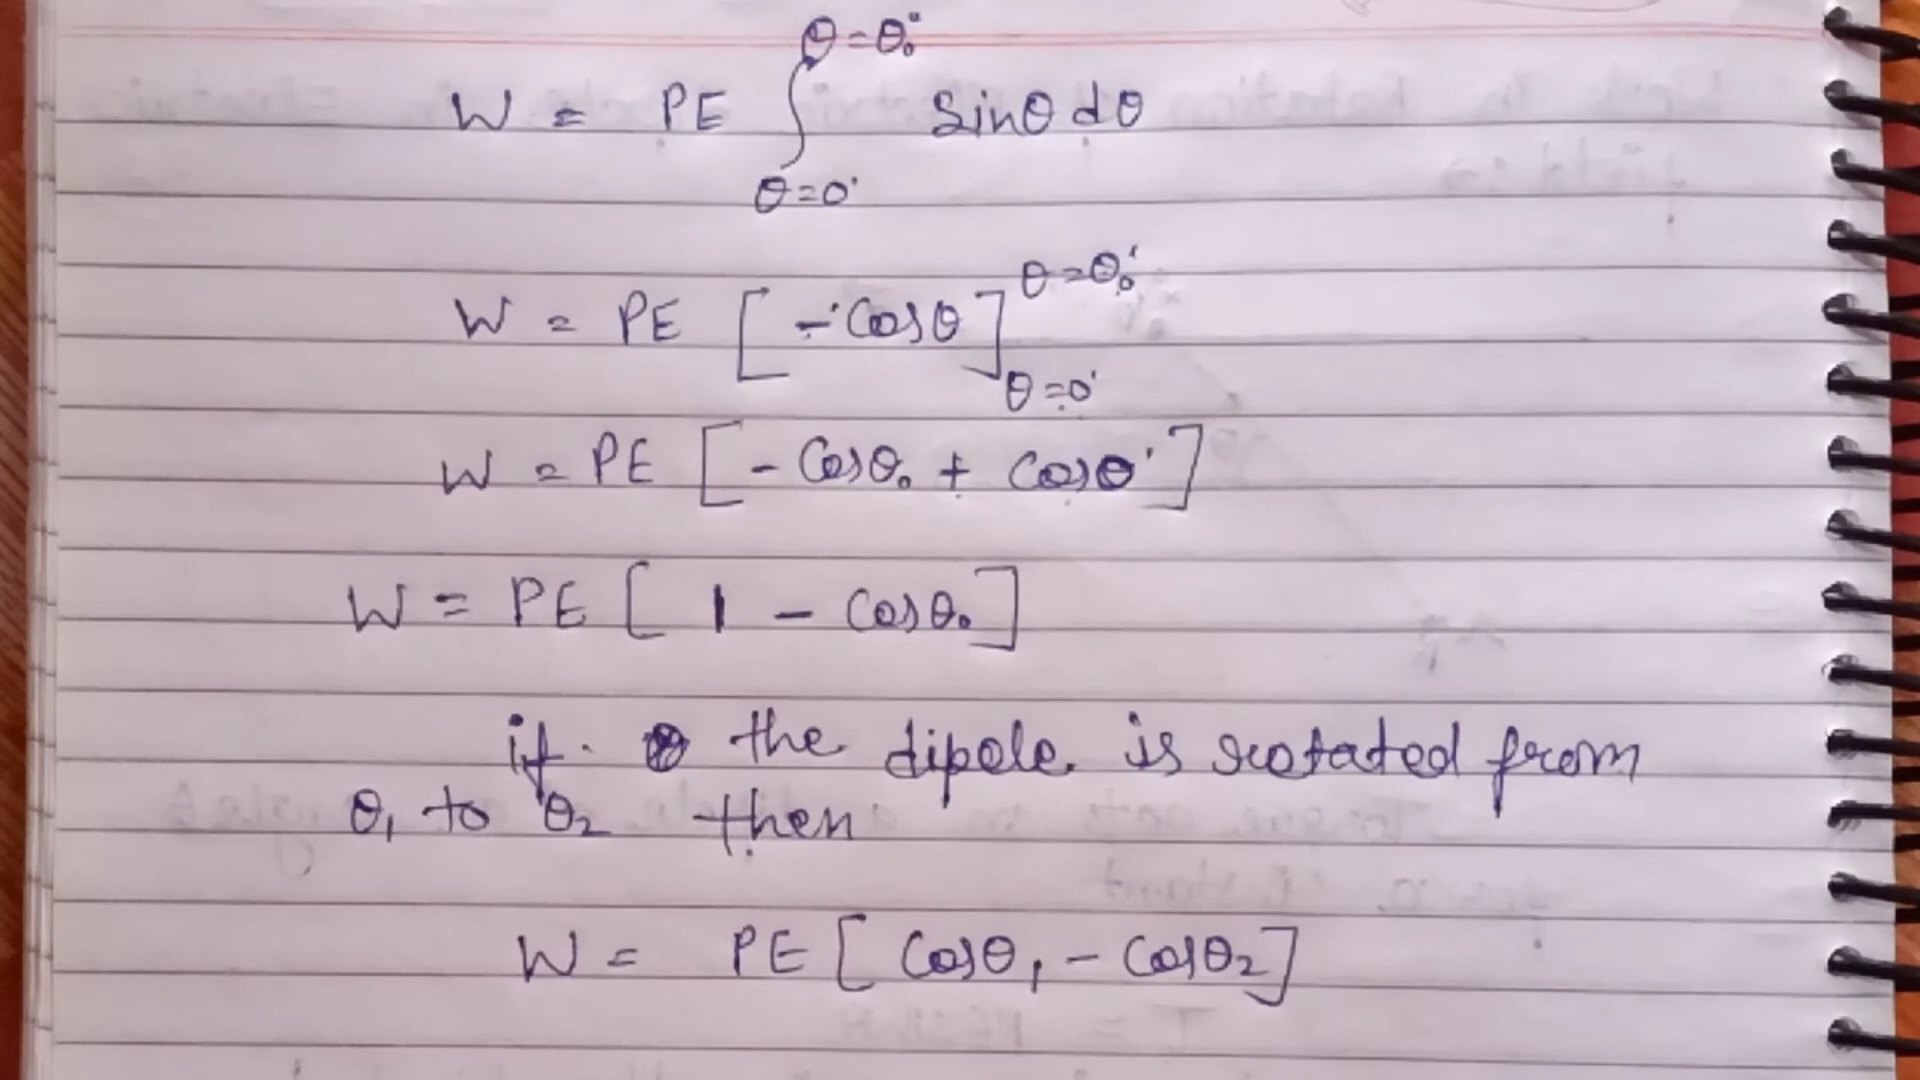 W = PE ∫_{θ=0°}^{θ=θ₀°} Sinθ dθ
W = PE [-Cosθ]_{θ=0°}^{θ=θ₀°}
W = PE [- Cosθ₀ + Cos0°]
W = PE [1 - Cosθ₀]
if the dipole is rotated from
θ₁ to θ₂ then
W = PE [Cosθ₁ - Cosθ₂]